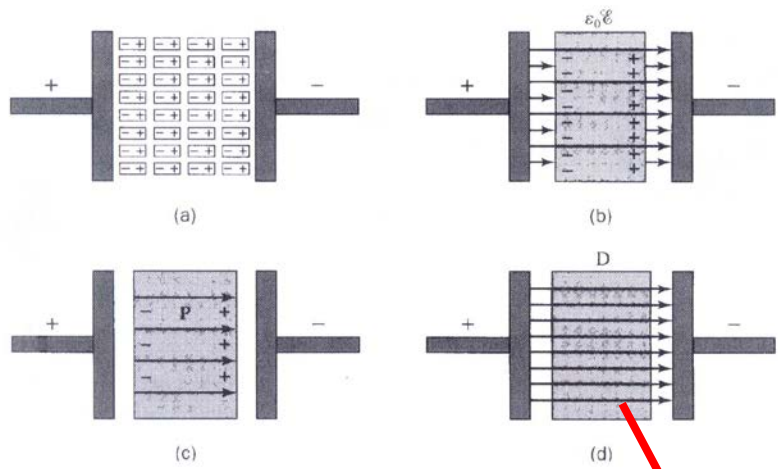 ε₀ℰ
+ −
− + − + − + − +
− + − + − + − +
− + − + − + − +
− + − + − + − +
− + − + − + − +
− + − + − + − +
− + − + − + − +
− + − + − + − +
(a)
+ −
− +
− +
− +
− +
− +
− +
− +
− +
(b)
+ −
P
− +
− +
− +
(c)
D
+ −
(d)